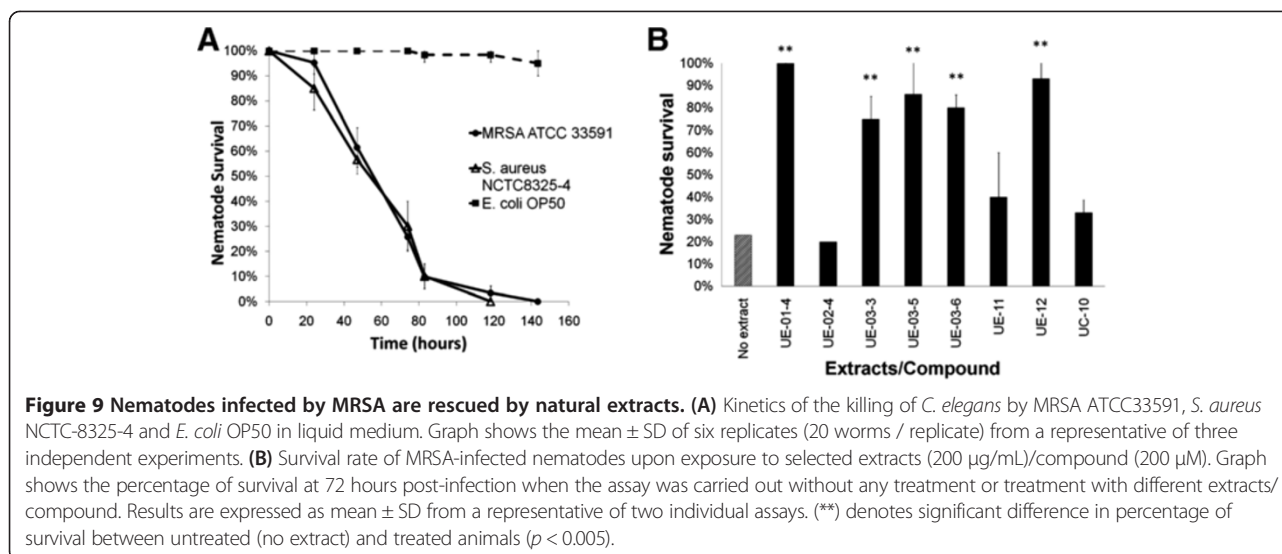 A
100%
90%
80%
70%
60%
50%
40%
30%
20%
10%
0%
Nematode Survival
0 20 40 60 80 100 120 140 160
Time (hours)
MRSA ATCC 33591
S. aureus
NCTC8325-4
E. coli OP50
B
100%
90%
80%
70%
60%
50%
40%
30%
20%
10%
0%
Nematode survival
** ** ** ** **
No extract
UE-01-4
UE-02-4
UE-03-3
UE-03-5
UE-03-6
UE-11
UE-12
UC-10
Extracts/Compound
Figure 9 Nematodes infected by MRSA are rescued by natural extracts. (A) Kinetics of the killing of C. elegans by MRSA ATCC33591, S. aureus
NCTC-8325-4 and E. coli OP50 in liquid medium. Graph shows the mean ± SD of six replicates (20 worms / replicate) from a representative of three
independent experiments. (B) Survival rate of MRSA-infected nematodes upon exposure to selected extracts (200 μg/mL)/compound (200 μM). Graph
shows the percentage of survival at 72 hours post-infection when the assay was carried out without any treatment or treatment with different extracts/
compound. Results are expressed as mean ± SD from a representative of two individual assays. (**) denotes significant difference in percentage of
survival between untreated (no extract) and treated animals (p < 0.005).